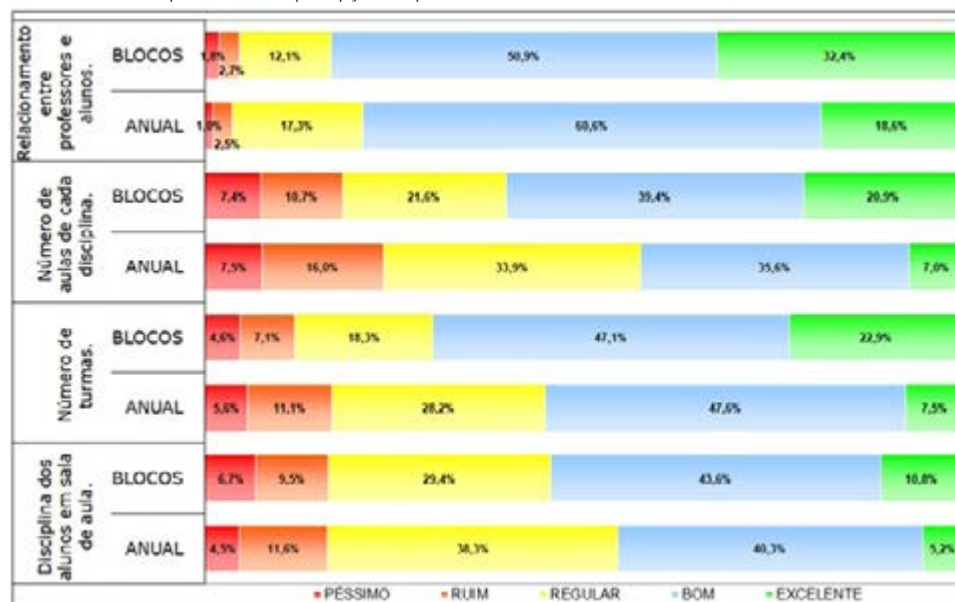 Relacionamento
entre
professores e
alunos.
BLOCOS
1,8%
2,7%
12,1%
50,9%
32,4%
ANUAL
1,0%
2,5%
17,3%
60,6%
18,6%
Número de
aulas de cada
disciplina.
BLOCOS
7,4%
10,7%
21,6%
39,4%
20,9%
ANUAL
7,5%
16,0%
33,9%
35,6%
7,0%
Número de
turmas.
BLOCOS
4,6%
7,1%
18,3%
47,1%
22,9%
ANUAL
5,6%
11,1%
28,2%
47,6%
7,5%
Disciplina dos
alunos em sala
de aula.
BLOCOS
6,7%
9,5%
29,4%
43,6%
10,8%
ANUAL
4,5%
11,6%
38,3%
40,3%
5,2%
PÉSSIMO
RUIM
REGULAR
BOM
EXCELENTE